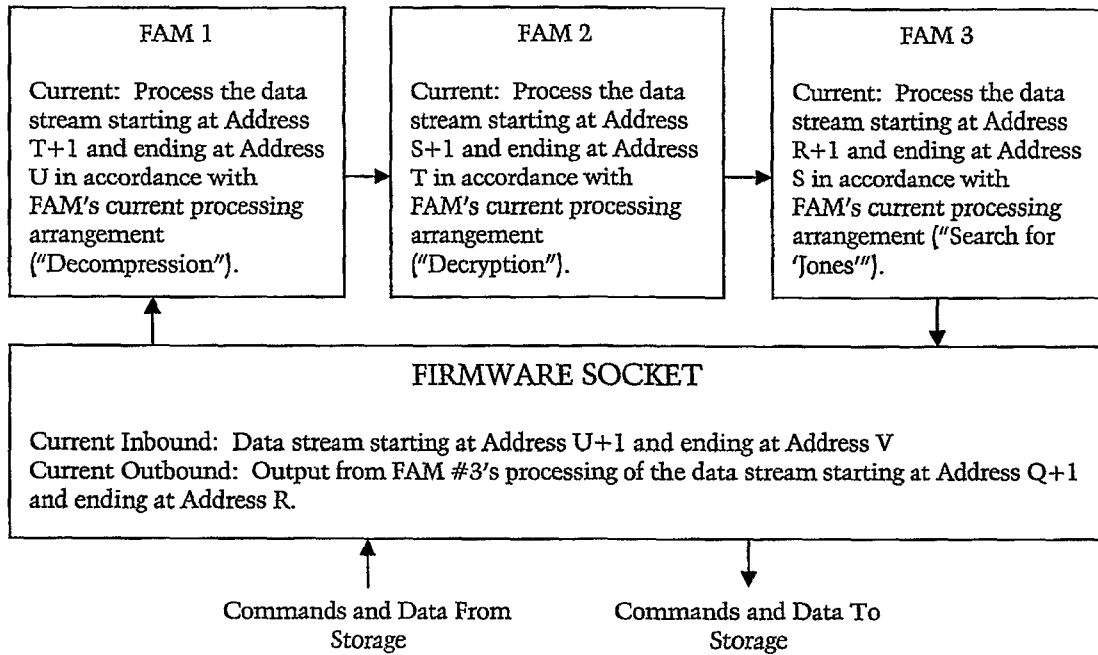 FAM 1
Current: Process the data
stream starting at Address
T+1 and ending at Address
U in accordance with
FAM's current processing
arrangement
("Decompression").
FAM 2
Current: Process the data
stream starting at Address
S+1 and ending at Address
T in accordance with
FAM's current processing
arrangement
("Decryption").
FAM 3
Current: Process the data
stream starting at Address
R+1 and ending at Address
S in accordance with
FAM's current processing
arrangement ("Search for
'Jones'").
FIRMWARE SOCKET
Current Inbound: Data stream starting at Address U+1 and ending at Address V
Current Outbound: Output from FAM #3's processing of the data stream starting at Address Q+1
and ending at Address R.
Commands and Data From
Storage
Commands and Data To
Storage